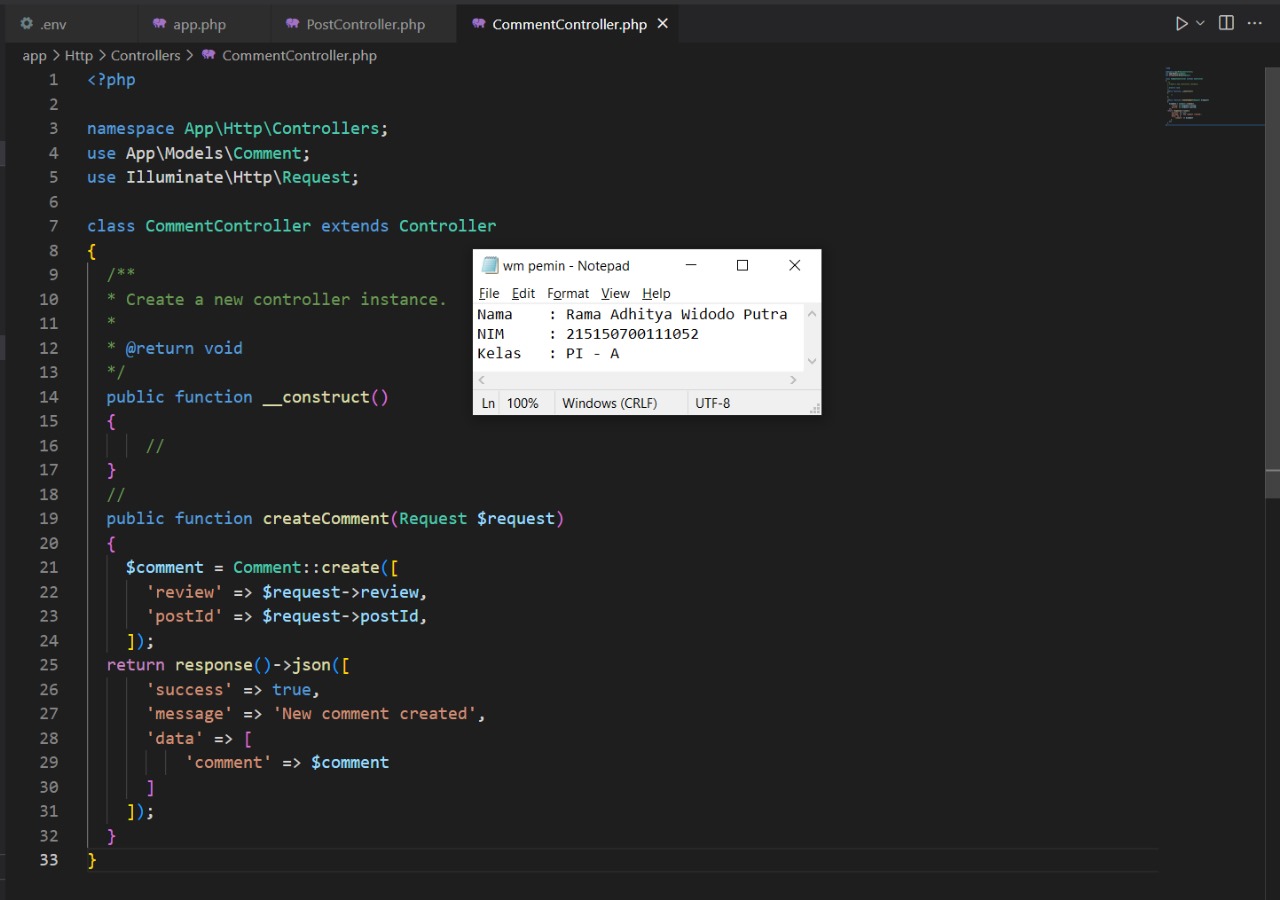 .env
app.php
PostController.php
CommentController.php
app > Http > Controllers > CommentController.php
1 <?php
2
3 namespace App\Http\Controllers;
4 use App\Models\Comment;
5 use Illuminate\Http\Request;
6
7 class CommentController extends Controller
8 {
9 /**
10 * Create a new controller instance.
11 *
12 * @return void
13 */
14 public function __construct()
15 {
16 //
17 }
18 //
19 public function createComment(Request $request)
20 {
21 $comment = Comment::create([
22 'review' => $request->review,
23 'postId' => $request->postId,
24 ]);
25 return response()->json([
26 'success' => true,
27 'message' => 'New comment created',
28 'data' => [
29 'comment' => $comment
30 ]
31 ]);
32 }
33 }
wm pemin - Notepad
File Edit Format View Help
Nama : Rama Adhitya Widodo Putra
NIM : 215150700111052
Kelas : PI - A
Ln 100% Windows (CRLF) UTF-8